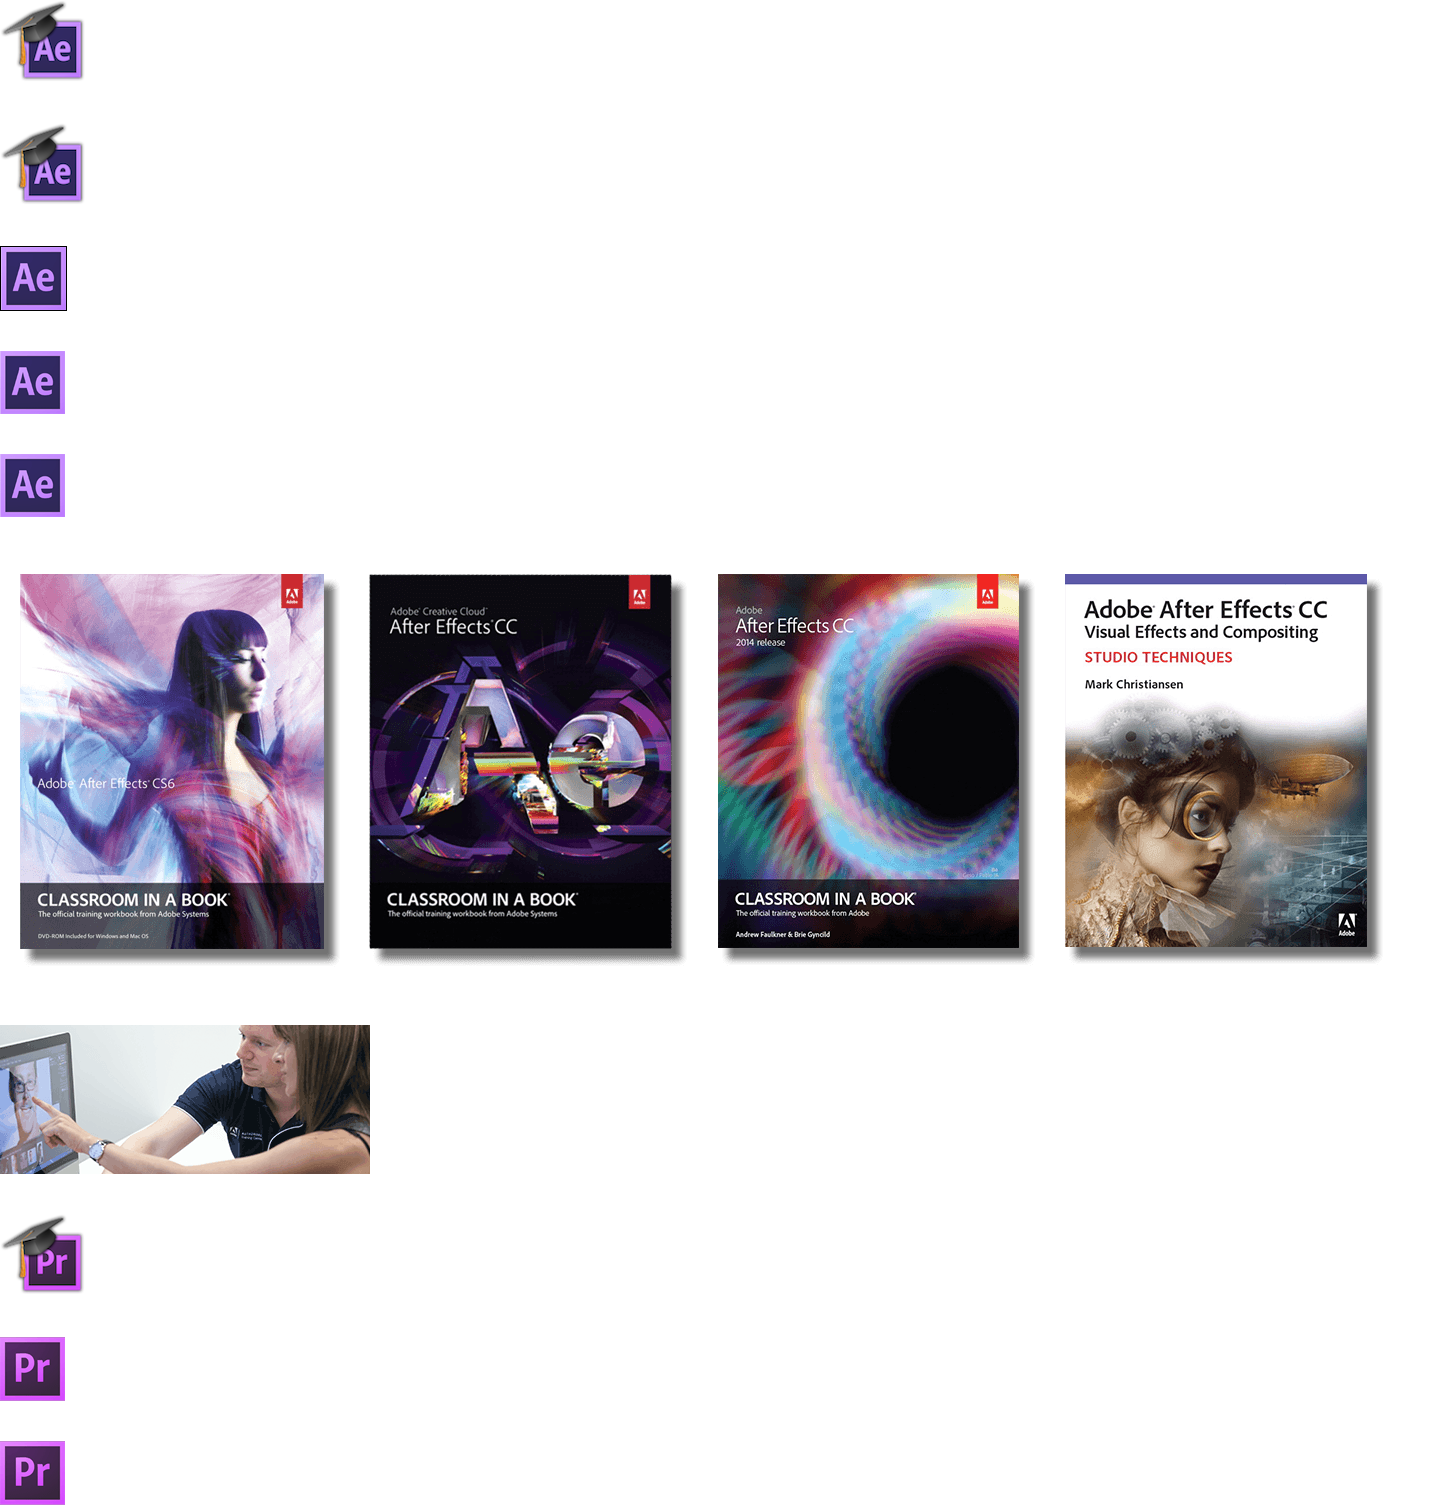 Ae
Ae
Ae
Ae
Ae
Adobe
Adobe® After Effects® CS6
CLASSROOM IN A BOOK®
The official training workbook from Adobe Systems
DVD-ROM Included for Windows and Mac OS
Adobe
Adobe® Creative Cloud™
After Effects® CC
Ae
CLASSROOM IN A BOOK®
The official training workbook from Adobe Systems
Adobe
Adobe
After Effects® CC
2014 release
CLASSROOM IN A BOOK®
The official training workbook from Adobe
Andrew Faulkner & Brie Gyncild
Adobe® After Effects® CC
Visual Effects and Compositing
STUDIO TECHNIQUES
Mark Christiansen
Adobe
Training Centre
Pr
Pr
Pr